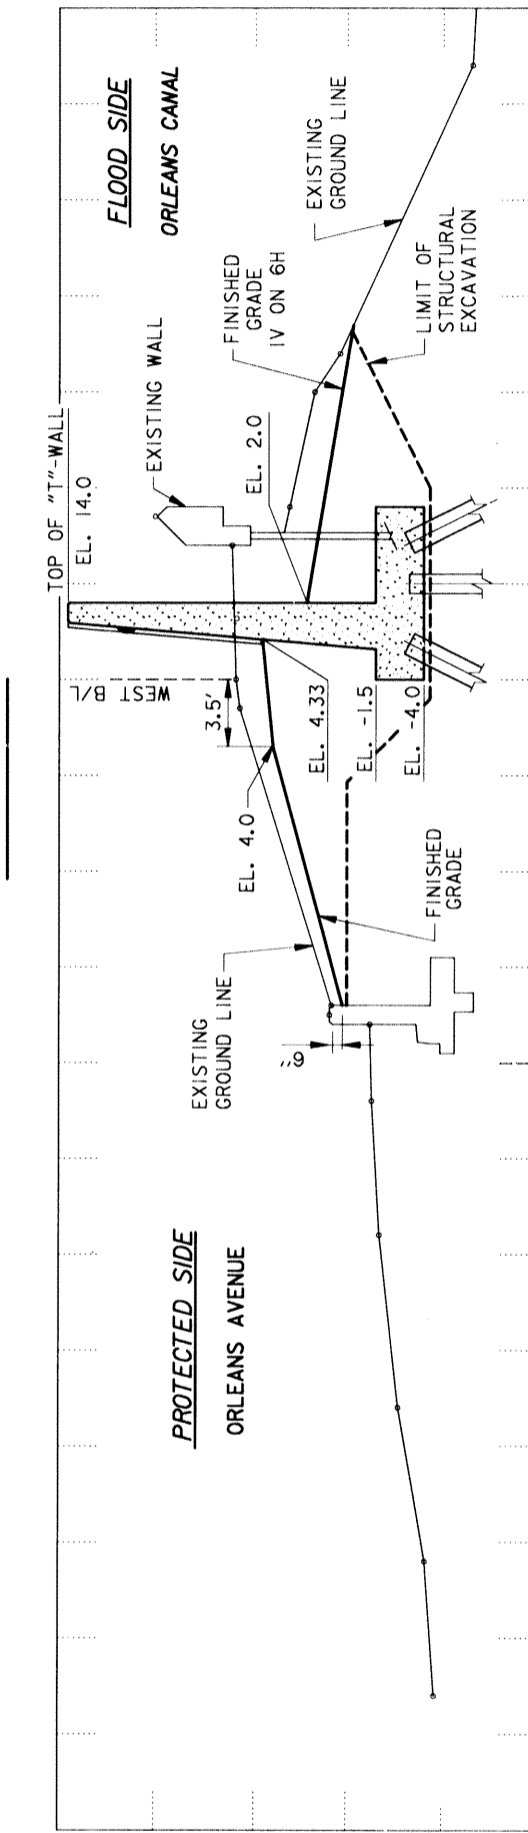 PROTECTED SIDE
ORLEANS AVENUE
FLOOD SIDE
ORLEANS CANAL
TOP OF "T"-WALL
EL. 14.0
EXISTING WALL
WEST B/L
3.5'
EL. 2.0
FINISHED
GRADE
1V ON 6H
EXISTING
GROUND LINE
EXISTING
GROUND LINE
EL. 4.0
6"
EL. 4.33
EL. -1.5
EL. -4.0
FINISHED
GRADE
LIMIT OF
STRUCTURAL
EXCAVATION